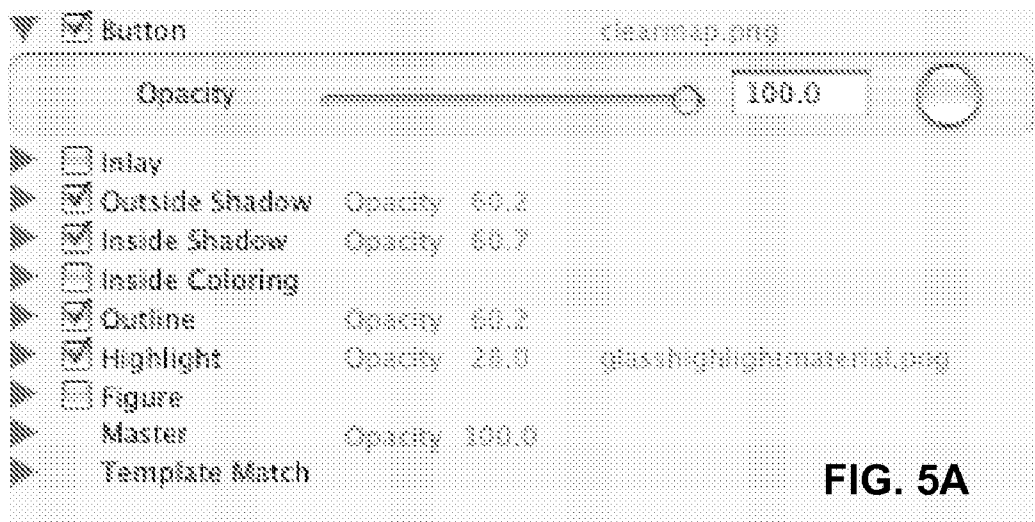 Button clearmap.png
Opacity 100.0
Inlay
Outside Shadow Opacity 60.2
Inside Shadow Opacity 60.7
Inside Coloring
Outline Opacity 60.2
Highlight Opacity 28.0 glasshighlightmaterial.png
Figure
Master Opacity 100.0
Template Match
FIG. 5A